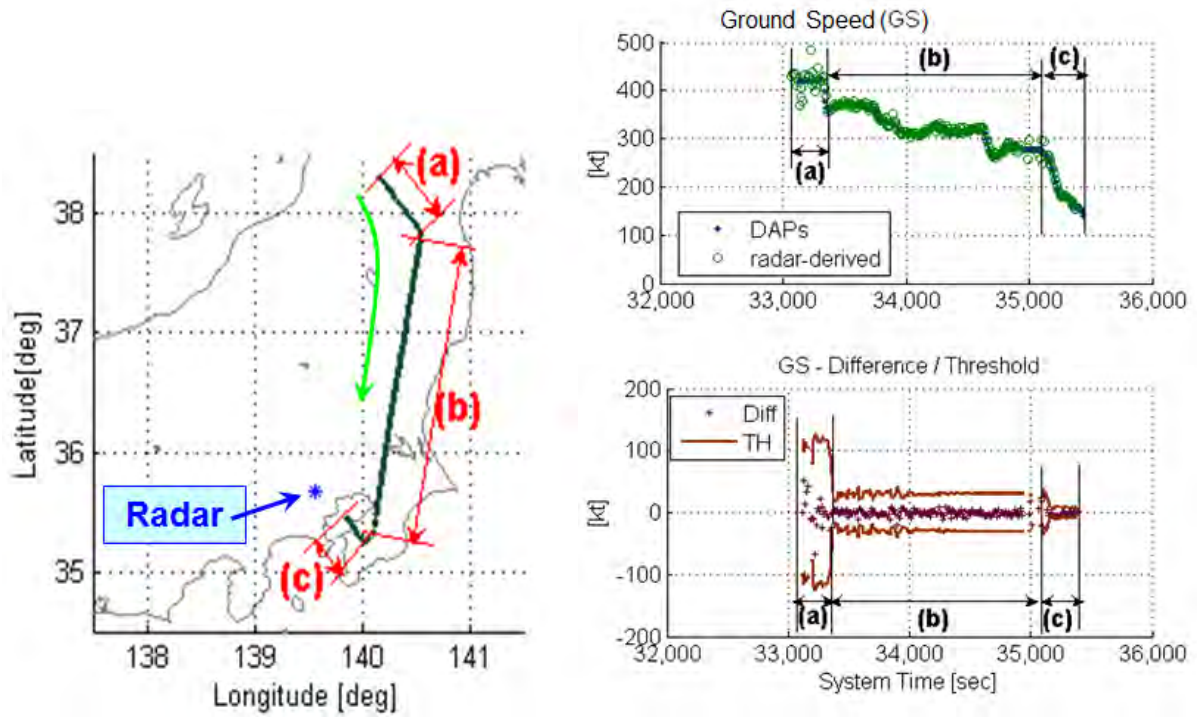 38
37
36
35
Latitude[deg]
138
139
140
141
Longitude [deg]
(a)
(b)
(c)
Radar
Ground Speed (GS)
500
400
300
200
100
0
[kt]
(a)
(b)
(c)
DAPs
radar-derived
32,000
33,000
34,000
35,000
36,000
GS - Difference / Threshold
200
100
0
-100
-200
[kt]
Diff
TH
(a)
(b)
(c)
32,000
33,000
34,000
35,000
36,000
System Time [sec]